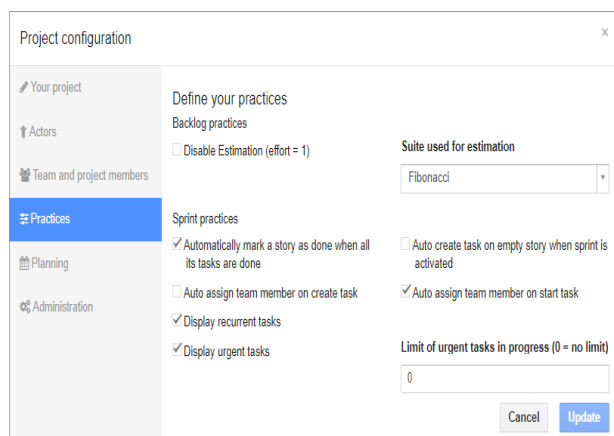 Project configuration
×
Your project
Actors
Team and project members
Practices
Planning
Administration
Define your practices
Backlog practices
Disable Estimation (effort = 1)
Suite used for estimation
Fibonacci
Sprint practices
Automatically mark a story as done when all
its tasks are done
Auto create task on empty story when sprint is
activated
Auto assign team member on create task
Auto assign team member on start task
Display recurrent tasks
Display urgent tasks
Limit of urgent tasks in progress (0 = no limit)
0
Cancel
Update